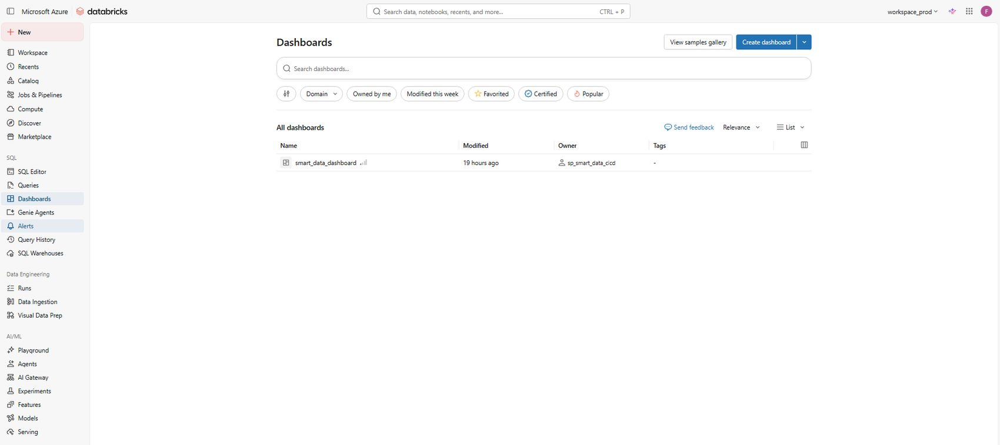 Microsoft Azure databricks
Search data, notebooks, recents, and more... CTRL + P
workspace_prod
F
New
Workspace
Recents
Catalog
Jobs & Pipelines
Compute
Discover
Marketplace
SQL
SQL Editor
Queries
Dashboards
Genie Agents
Alerts
Query History
SQL Warehouses
Data Engineering
Runs
Data Ingestion
Visual Data Prep
AI/ML
Playground
Agents
AI Gateway
Experiments
Features
Models
Serving
Dashboards
View samples gallery
Create dashboard
Search dashboards...
Domain Owned by me Modified this week Favorited Certified Popular
All dashboards
Send feedback Relevance List
Name Modified Owner Tags
smart_data_dashboard 19 hours ago sp_smart_data_cicd -